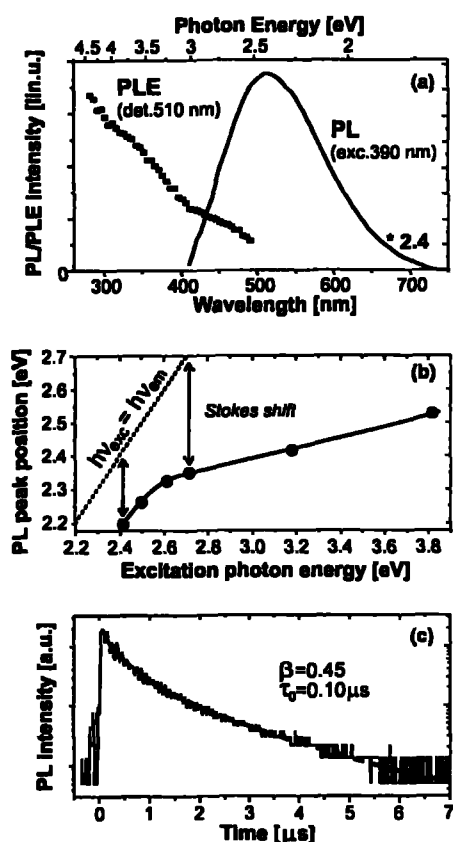 Photon Energy [eV]
4.5 4 3.5 3 2.5 2
PL/PLE Intensity [lin.u.]
PLE
(det.510 nm)
(a)
PL
(exc.390 nm)
* 2.4
0
300 400 500 600 700
Wavelength [nm]
PL peak position [eV]
2.7
2.6
2.5
2.4
2.3
2.2
hνexc = hνem
Stokes shift
(b)
2.2 2.4 2.6 2.8 3.0 3.2 3.4 3.6 3.8
Excitation photon energy [eV]
PL Intensity [a.u.]
(c)
β=0.45
τ0=0.10µs
0 1 2 3 4 5 6 7
Time [µs]